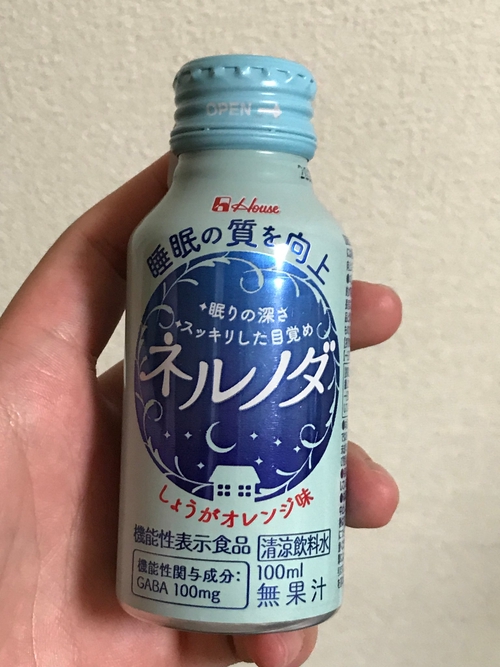 OPEN
House
睡眠の質を向上
眠りの深さ
スッキリした目覚め
ネルノダ
しょうがオレンジ味
機能性表示食品 清涼飲料水
機能性関与成分:
GABA 100mg
100ml
無果汁